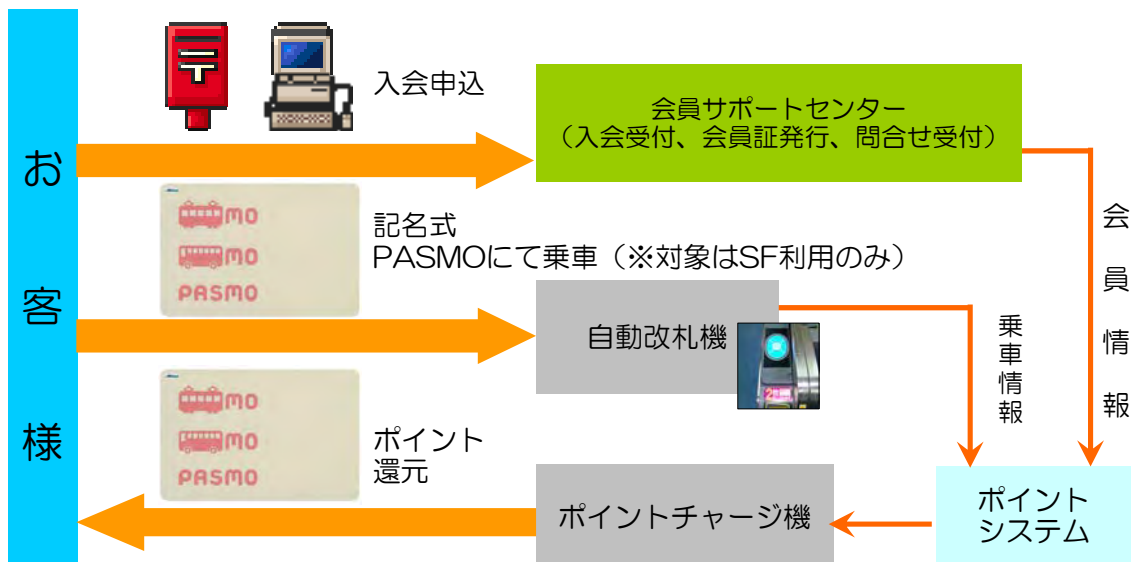 お客様
〒
入会申込
会員サポートセンター
（入会受付、会員証発行、問合せ受付）
会員情報
mo
mo
PASMO
記名式
PASMOにて乗車（※対象はSF利用のみ）
自動改札機
乗車情報
mo
mo
PASMO
ポイント
還元
ポイントチャージ機
ポイント
システム